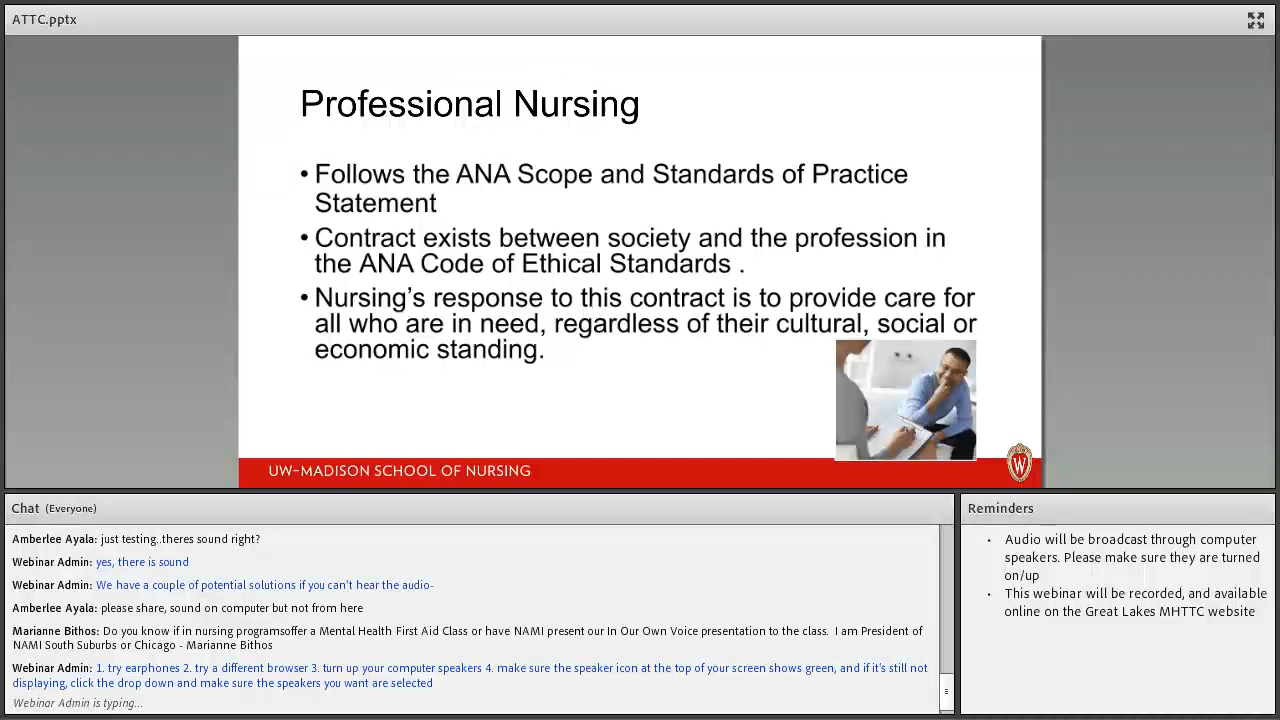 ATTC.pptx
Professional Nursing
• Follows the ANA Scope and Standards of Practice
Statement
• Contract exists between society and the profession in
the ANA Code of Ethical Standards .
• Nursing’s response to this contract is to provide care for
all who are in need, regardless of their cultural, social or
economic standing.
UW-MADISON SCHOOL OF NURSING
W
Chat (Everyone)
Amberlee Ayala: just testing..theres sound right?
Webinar Admin: yes, there is sound
Webinar Admin: We have a couple of potential solutions if you can't hear the audio-
Amberlee Ayala: please share, sound on computer but not from here
Marianne Bithos: Do you know if in nursing programsoffer a Mental Health First Aid Class or have NAMI present our In Our Own Voice presentation to the class. I am President of
NAMI South Suburbs or Chicago - Marianne Bithos
Webinar Admin: 1. try earphones 2. try a different browser 3. turn up your computer speakers 4. make sure the speaker icon at the top of your screen shows green, and if it's still not
displaying, click the drop down and make sure the speakers you want are selected
Webinar Admin is typing...
Reminders
• Audio will be broadcast through computer
speakers. Please make sure they are turned
on/up
• This webinar will be recorded, and available
online on the Great Lakes MHTTC website